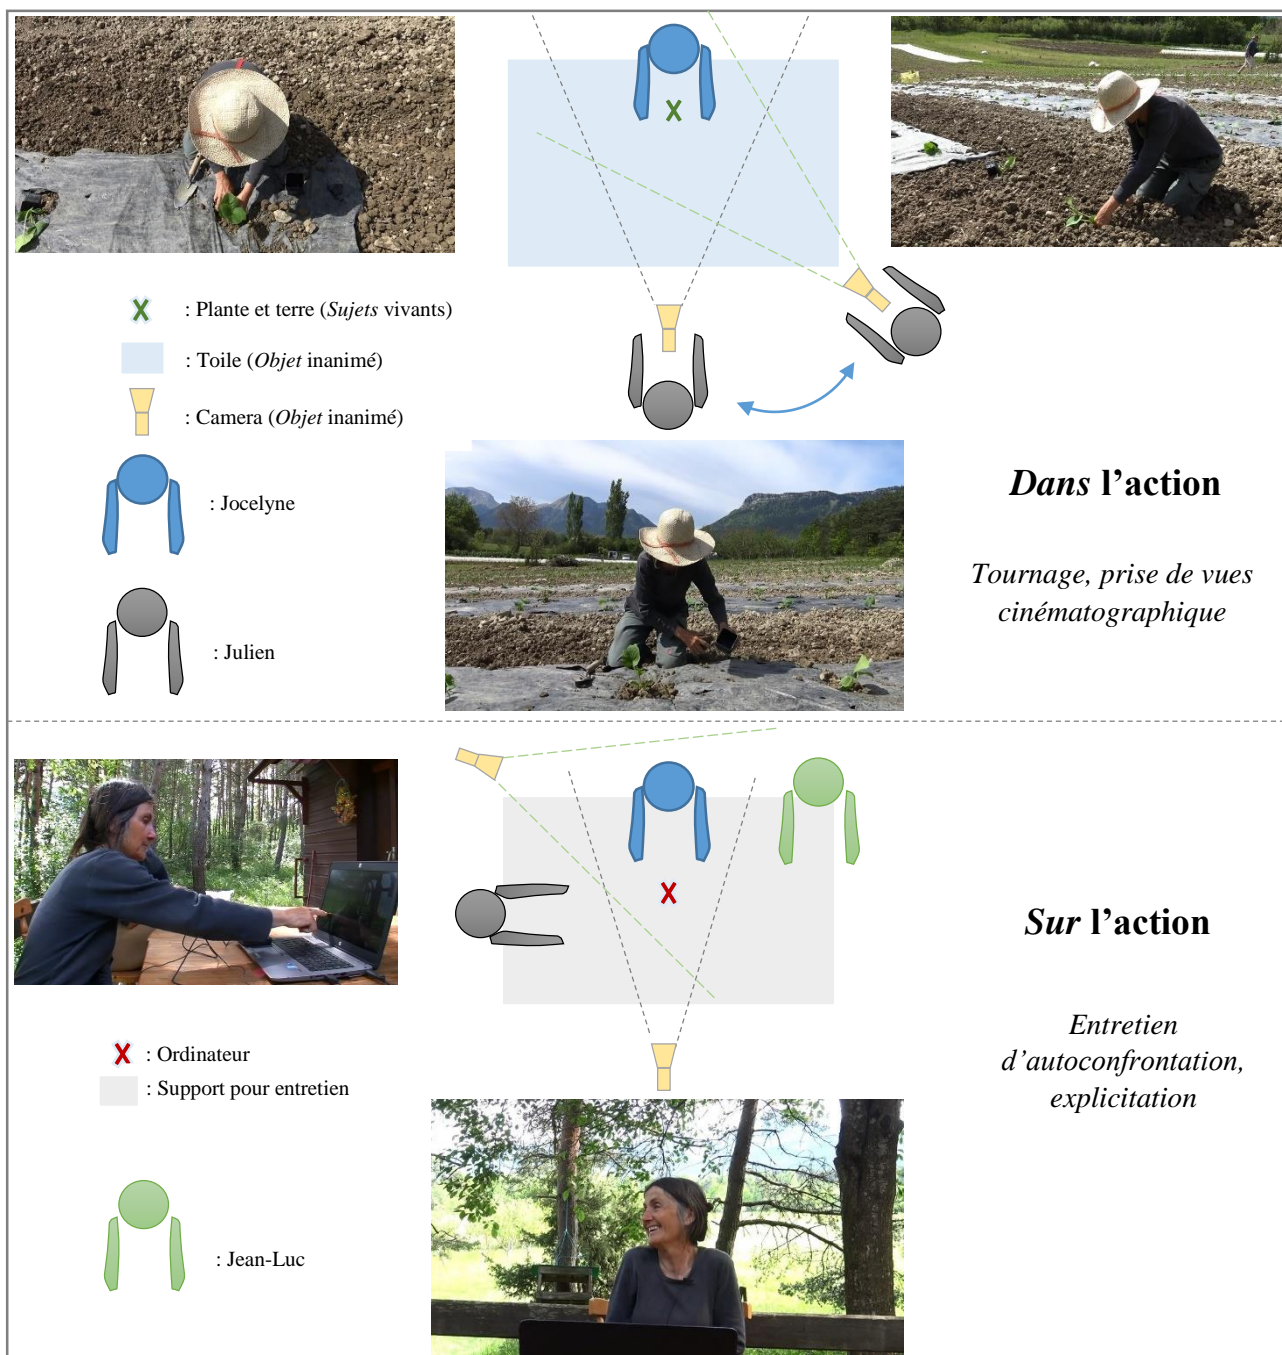 : Plante et terre (Sujets vivants)
: Toile (Objet inanimé)
: Camera (Objet inanimé)
: Jocelyne
: Julien
Dans l’action
Tournage, prise de vues
cinématographique
: Ordinateur
: Support pour entretien
: Jean-Luc
Sur l’action
Entretien
d’autoconfrontation,
explicitation